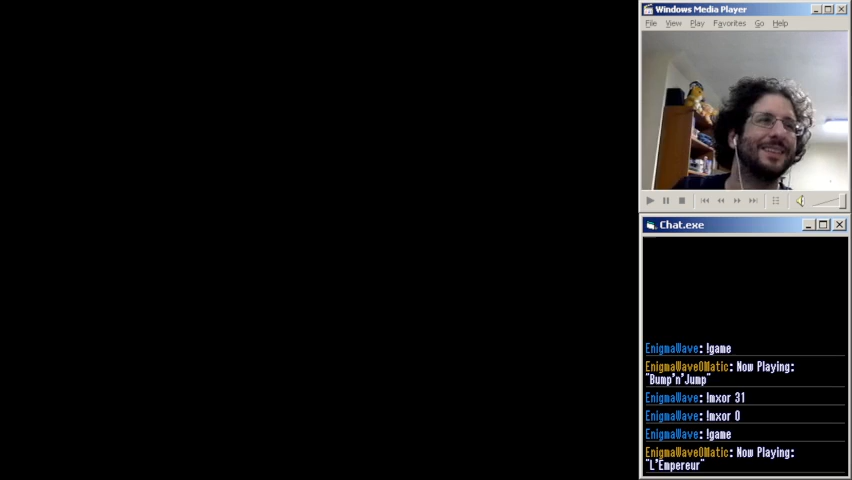 Windows Media Player
File View Play Favorites Go Help
Chat.exe
EnigmaWave: !game
EnigmaWaveOMatic: Now Playing:
"Bump'n'Jump"
EnigmaWave: !mxor 31
EnigmaWave: !mxor 0
EnigmaWave: !game
EnigmaWaveOMatic: Now Playing:
"L'Empereur"